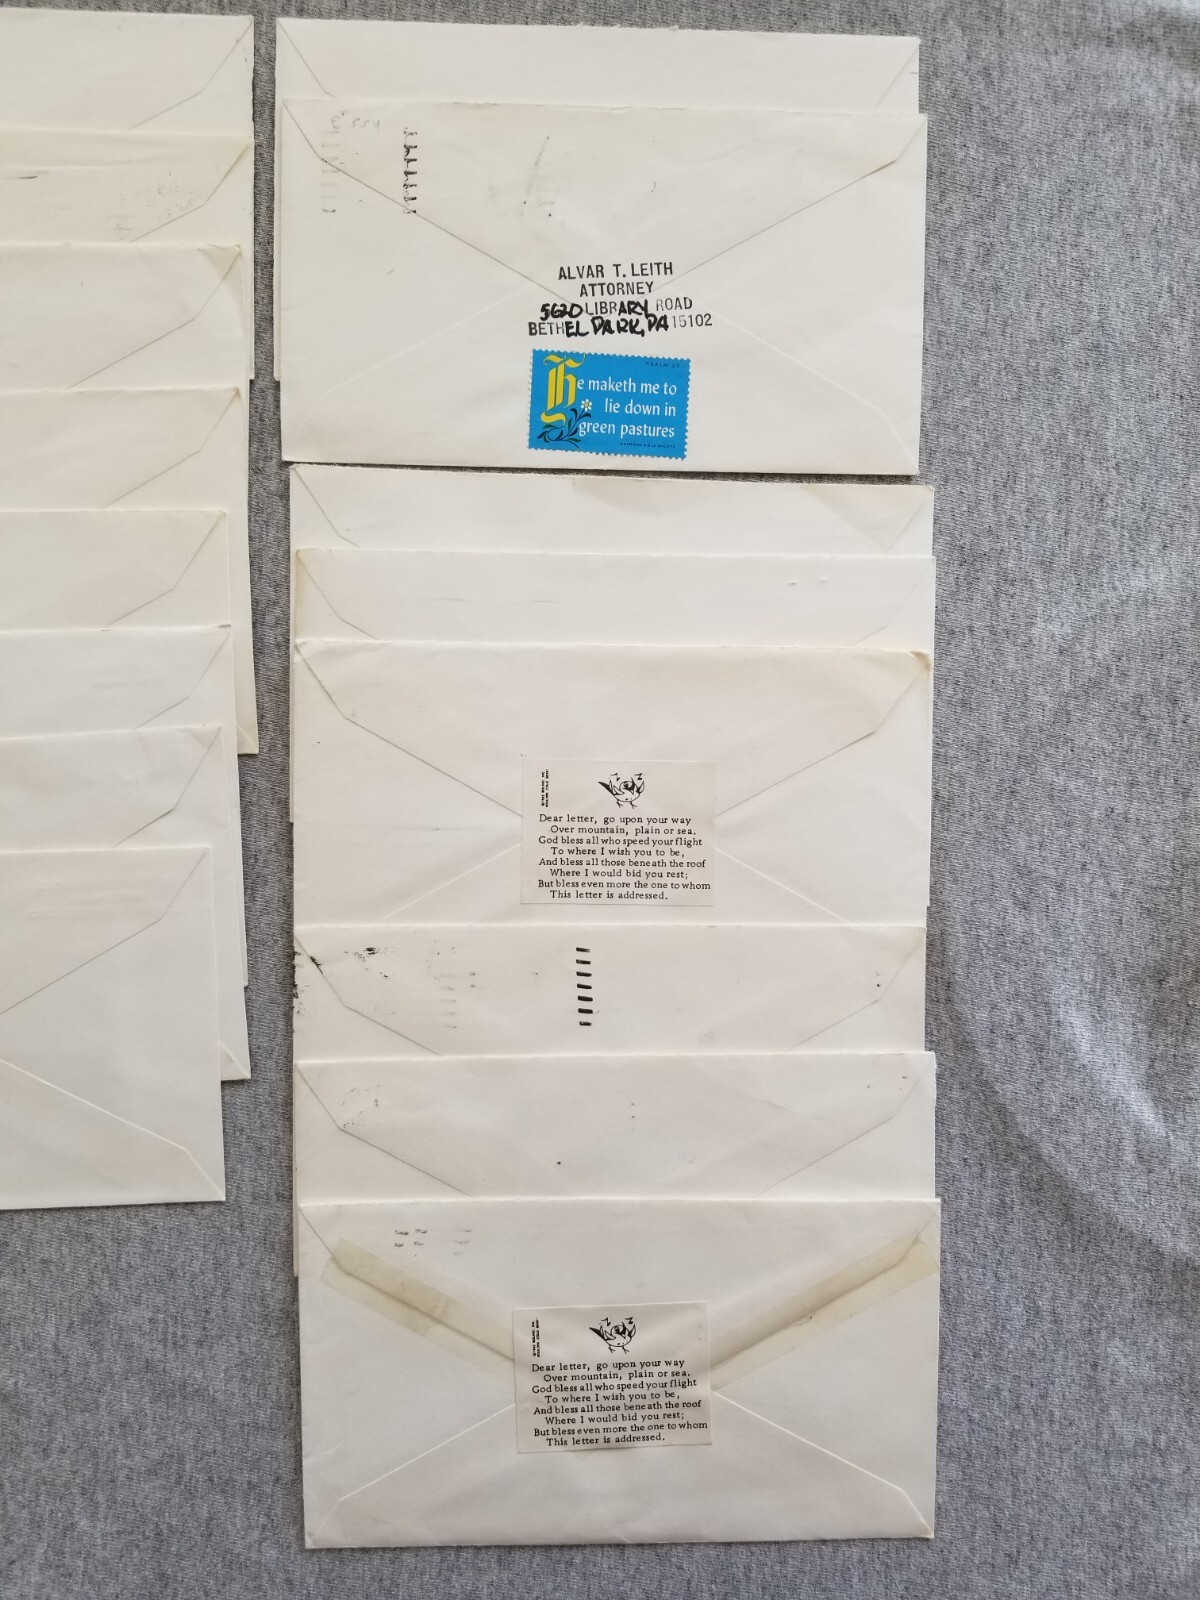 ALVAR T. LEITH
ATTORNEY
5620 LIBRARY ROAD
BETHEL PARK, PA 15102
PSALM 23
He maketh me to
lie down in
green pastures
Dear letter, go upon your way
Over mountain, plain or sea.
God bless all who speed your flight
To where I wish you to be,
And bless all those beneath the roof
Where I would bid you rest;
But bless even more the one to whom
This letter is addressed.
Dear letter, go upon your way
Over mountain, plain or sea.
God bless all who speed your flight
To where I wish you to be,
And bless all those beneath the roof
Where I would bid you rest;
But bless even more the one to whom
This letter is addressed.